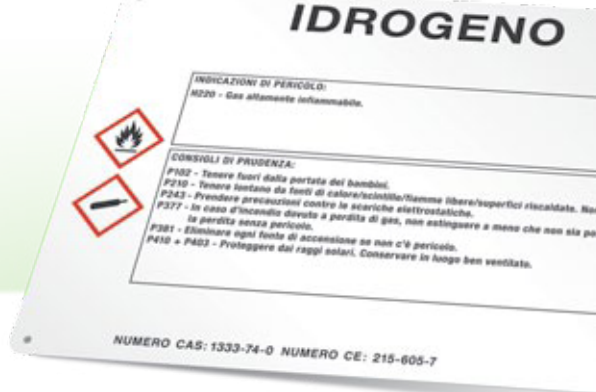 IDROGENO
INDICAZIONI DI PERICOLO:
H220 - Gas altamente infiammabile.
CONSIGLI DI PRUDENZA:
P102 - Tenere fuori dalla portata dei bambini.
P210 - Tenere lontano da fonti di calore/scintille/fiamme libere/superfici riscaldate. Non
P243 - Prendere precauzioni contro le scariche elettrostatiche.
P377 - In caso d'incendio dovuto a perdita di gas, non estinguere a meno che non sia po
la perdita senza pericolo.
P381 - Eliminare ogni fonte di accensione se non c'è pericolo.
P410 + P403 - Proteggere dai raggi solari. Conservare in luogo ben ventilato.
NUMERO CAS: 1333-74-0 NUMERO CE: 215-605-7